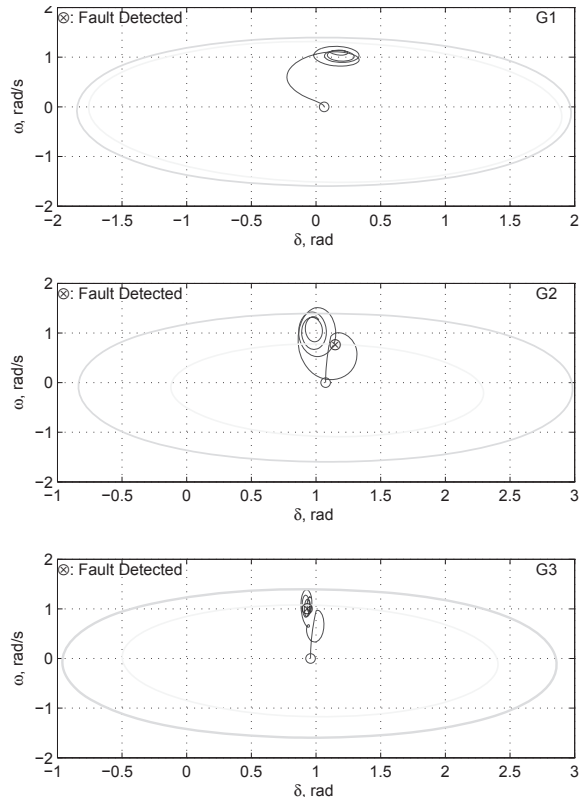 ⊗: Fault Detected G1
2
1
0
−1
−2
ω, rad/s
−2 −1.5 −1 −0.5 0 0.5 1 1.5 2
δ, rad
⊗: Fault Detected G2
2
1
0
−1
−2
ω, rad/s
−1 −0.5 0 0.5 1 1.5 2 2.5 3
δ, rad
⊗: Fault Detected G3
2
1
0
−1
−2
ω, rad/s
−1 −0.5 0 0.5 1 1.5 2 2.5 3
δ, rad